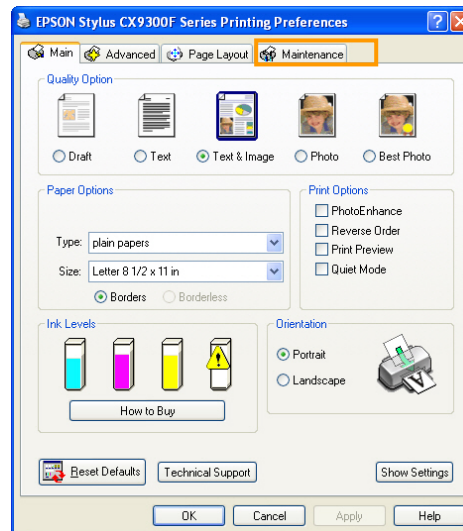 EPSON Stylus CX9300F Series Printing Preferences
Main Advanced Page Layout Maintenance
Quality Option
Draft Text Text & Image Photo Best Photo
Paper Options
Type: plain papers
Size: Letter 8 1/2 x 11 in
Borders Borderless
Print Options
PhotoEnhance
Reverse Order
Print Preview
Quiet Mode
Ink Levels
How to Buy
Orientation
Portrait
Landscape
Reset Defaults Technical Support Show Settings
OK Cancel Apply Help